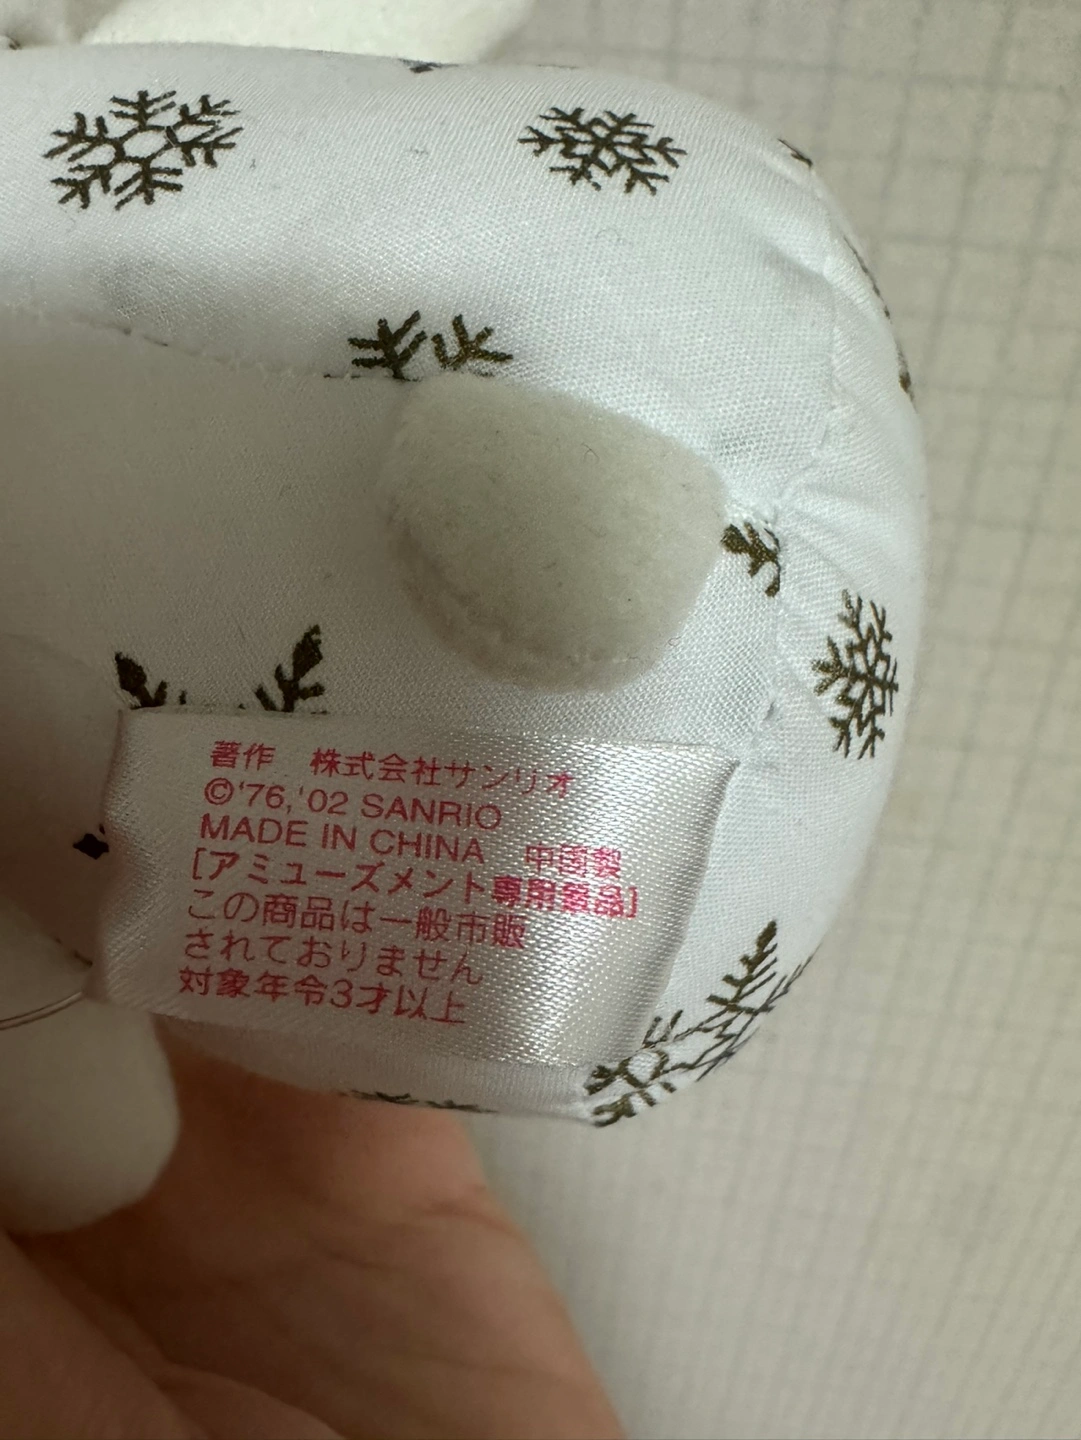 著作 株式会社サンリオ
©'76,'02 SANRIO
MADE IN CHINA 中国製
[アミューズメント専用景品]
この商品は一般市販
されておりません
対象年令3才以上